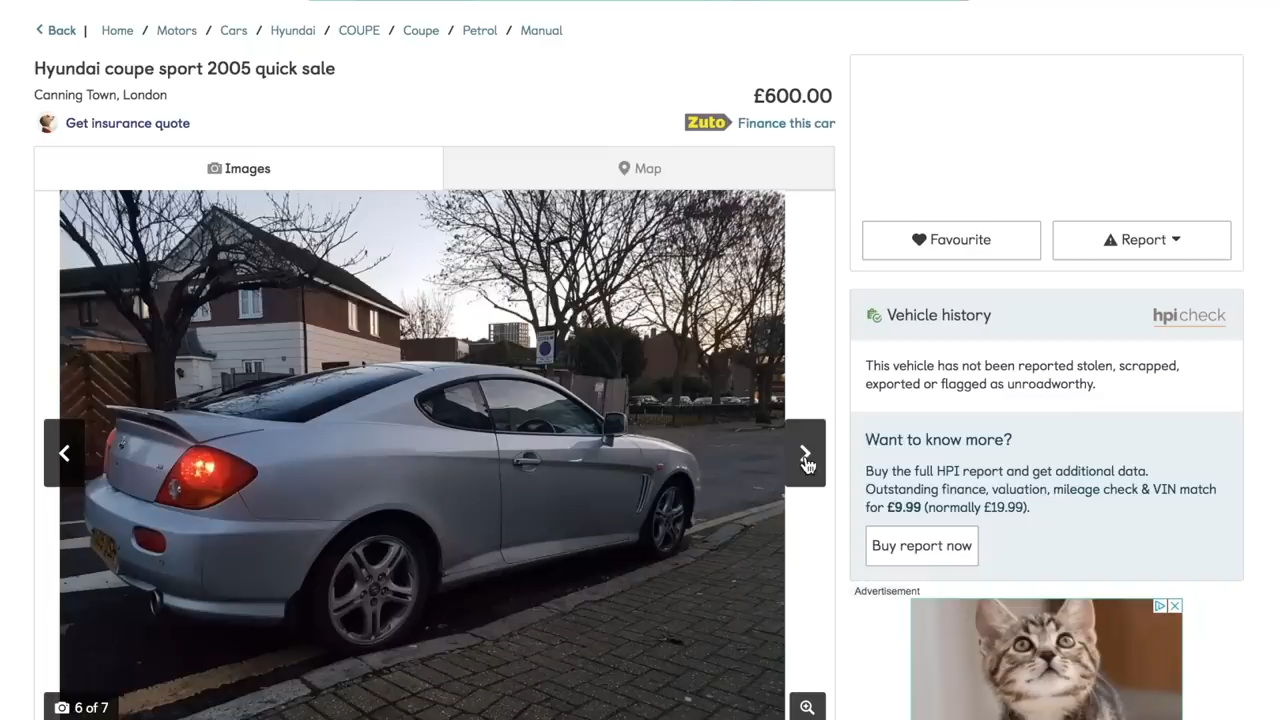 Back | Home / Motors / Cars / Hyundai / COUPE / Coupe / Petrol / Manual
Hyundai coupe sport 2005 quick sale
Canning Town, London
£600.00
Get insurance quote
Zuto Finance this car
Images
Map
6 of 7
Favourite
Report
Vehicle history
hpi check
This vehicle has not been reported stolen, scrapped,
exported or flagged as unroadworthy.
Want to know more?
Buy the full HPI report and get additional data.
Outstanding finance, valuation, mileage check & VIN match
for £9.99 (normally £19.99).
Buy report now
Advertisement